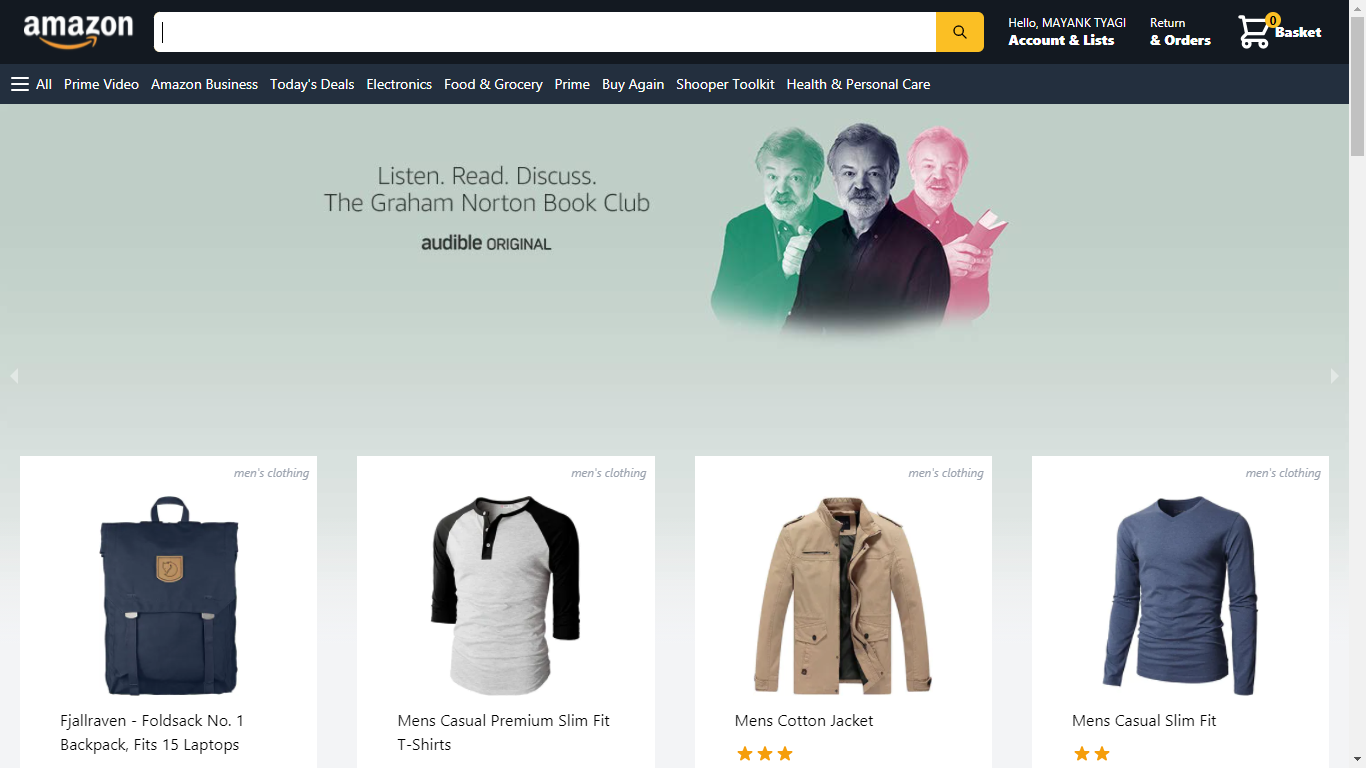 amazon
Hello, MAYANK TYAGI
Account & Lists
Return
& Orders
0
Basket
All Prime Video Amazon Business Today's Deals Electronics Food & Grocery Prime Buy Again Shooper Toolkit Health & Personal Care
Listen. Read. Discuss.
The Graham Norton Book Club
audible ORIGINAL
men's clothing
Fjallraven - Foldsack No. 1
Backpack, Fits 15 Laptops
men's clothing
Mens Casual Premium Slim Fit
T-Shirts
men's clothing
Mens Cotton Jacket
men's clothing
Mens Casual Slim Fit